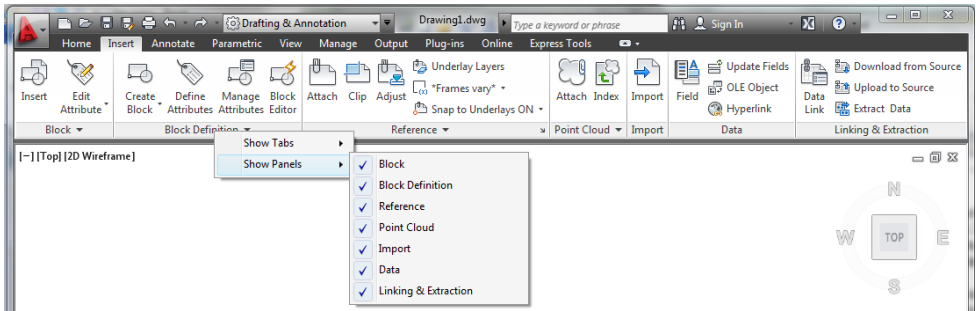 Drafting & Annotation Drawing1.dwg Type a keyword or phrase Sign In
Home Insert Annotate Parametric View Manage Output Plug-ins Online Express Tools
Insert
Edit Attribute
Create Block
Define Attributes
Manage Attributes
Block Editor
Attach
Clip
Adjust
Underlay Layers
*Frames vary*
Snap to Underlays ON
Attach
Index
Import
Field
Update Fields
OLE Object
Hyperlink
Data Link
Download from Source
Upload to Source
Extract Data
Block Block Definition Reference Point Cloud Import Data Linking & Extraction
Show Tabs
Show Panels
Block
Block Definition
Reference
Point Cloud
Import
Data
Linking & Extraction
[−] [Top] [2D Wireframe]
N
W TOP E
S